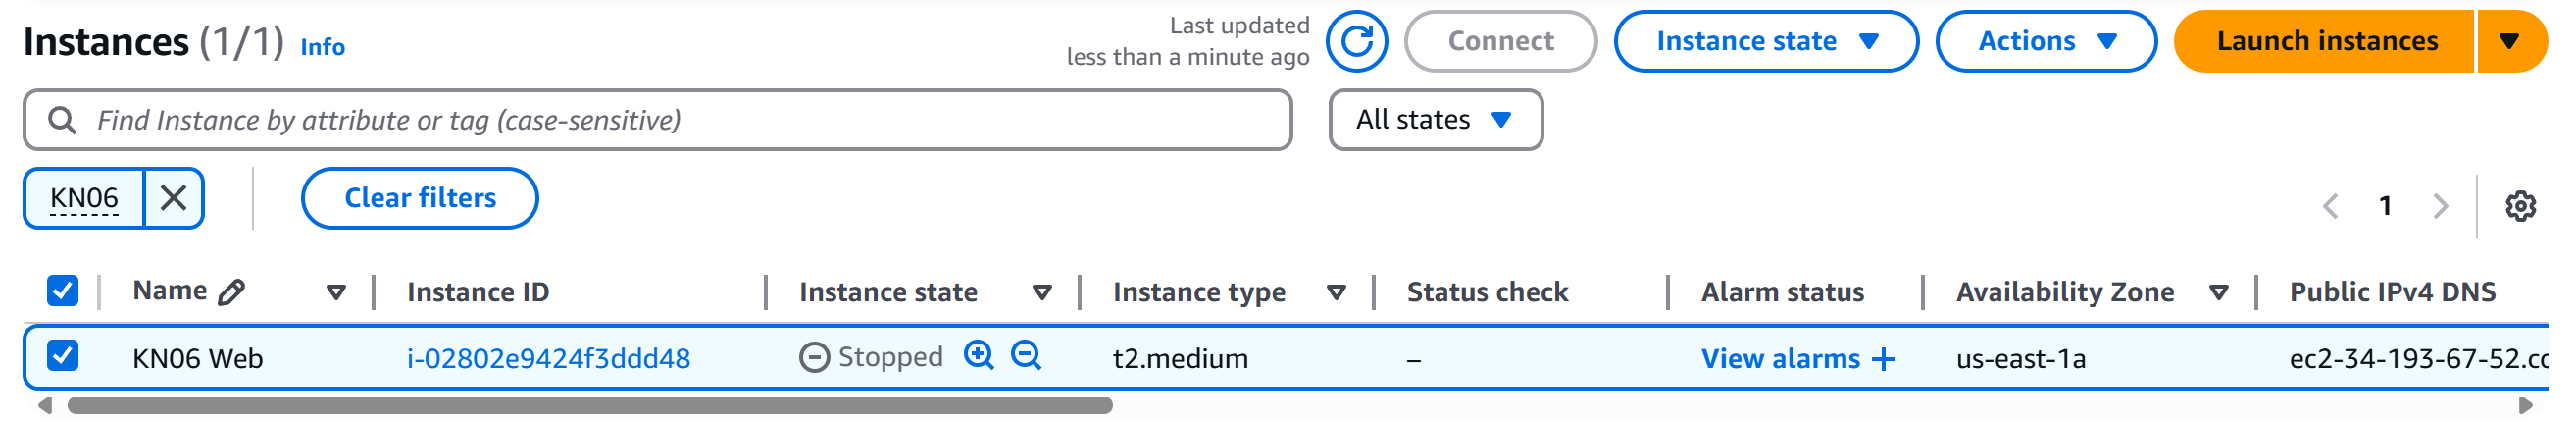 Instances (1/1) Info
Last updated
less than a minute ago
Connect
Instance state
Actions
Launch instances
Find Instance by attribute or tag (case-sensitive)
All states
KN06
Clear filters
1
Name Instance ID Instance state Instance type Status check Alarm status Availability Zone Public IPv4 DNS
KN06 Web i-02802e9424f3ddd48 Stopped t2.medium – View alarms + us-east-1a ec2-34-193-67-52.cc